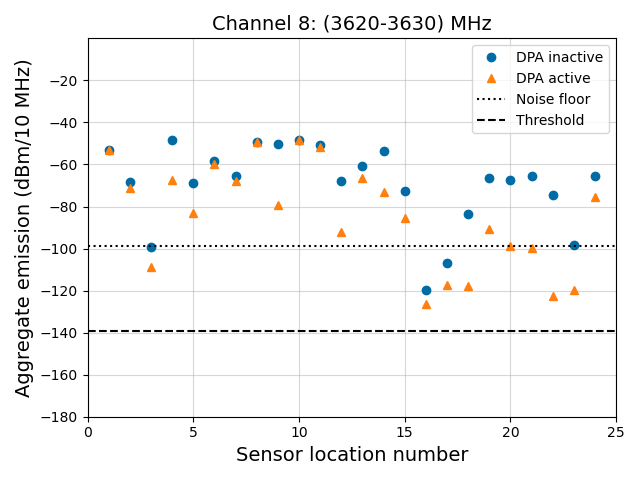 Channel 8: (3620-3630) MHz
DPA inactive
DPA active
Noise floor
Threshold
Aggregate emission (dBm/10 MHz)
−20
−40
−60
−80
−100
−120
−140
−160
−180
0 5 10 15 20 25
Sensor location number